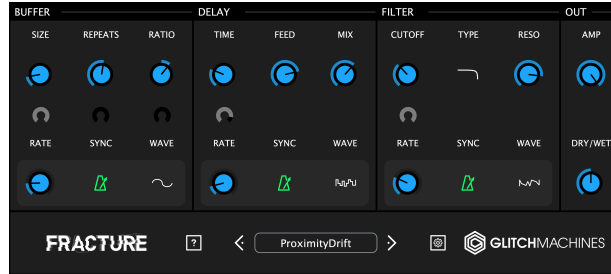 BUFFER DELAY FILTER OUT
SIZE REPEATS RATIO TIME FEED MIX CUTOFF TYPE RESO AMP
RATE SYNC WAVE RATE SYNC WAVE RATE SYNC WAVE DRY/WET
FRACTURE ? ProximityDrift GLITCHMACHINES